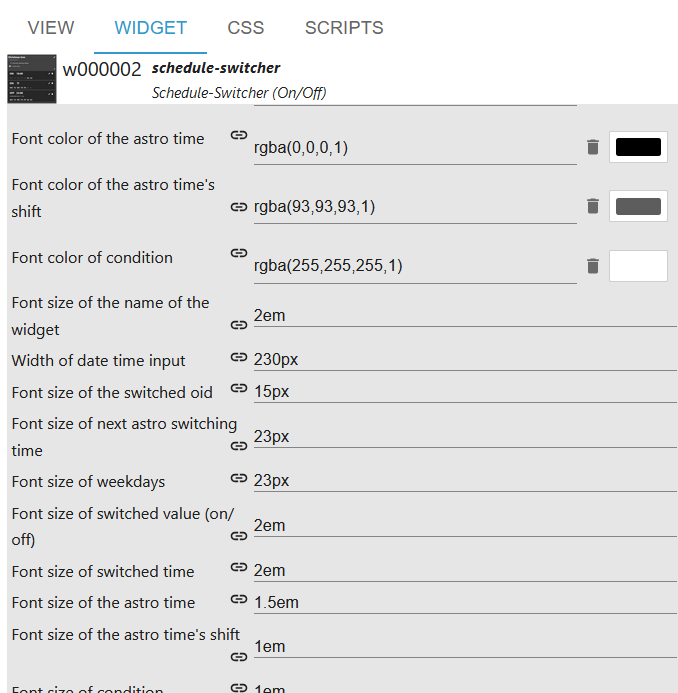 VIEW WIDGET CSS SCRIPTS
w000002 schedule-switcher
Schedule-Switcher (On/Off)
Font color of the astro time rgba(0,0,0,1)
Font color of the astro time's
shift rgba(93,93,93,1)
Font color of condition rgba(255,255,255,1)
Font size of the name of the
widget 2em
Width of date time input 230px
Font size of the switched oid 15px
Font size of next astro switching
time 23px
Font size of weekdays 23px
Font size of switched value (on/
off) 2em
Font size of switched time 2em
Font size of the astro time 1.5em
Font size of the astro time's shift
1em
Font size of condition 1em